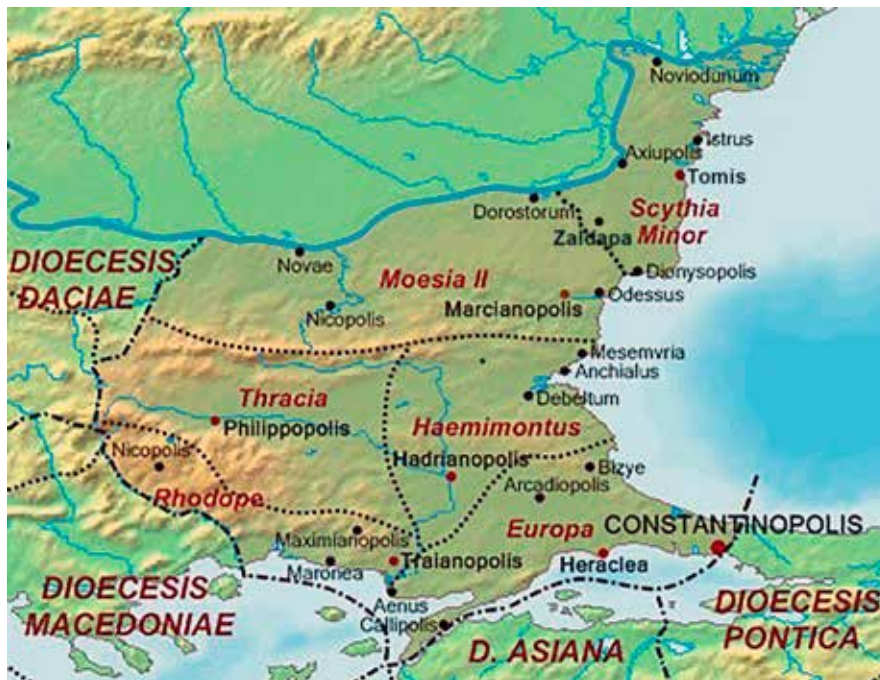 Noviodunum
Istrus
Axiupolis
Tomis
Dorostorum
Scythia
Minor
Zaldapa
DIOECESIS
DACIAE
Novae
Moesia II
Dionysopolis
Nicopolis
Marcianopolis
Odessus
Mesemvria
Anchialus
Thracia
Debeltum
Philippopolis
Haemimontus
Nicopolis
Hadrianopolis
Bizye
Arcadiopolis
Rhodope
Europa
CONSTANTINOPOLIS
Maximianopolis
Traianopolis
Heraclea
Maronea
DIOECESIS
MACEDONIAE
Aenus
Callipolis
DIOECESIS
PONTICA
D. ASIANA